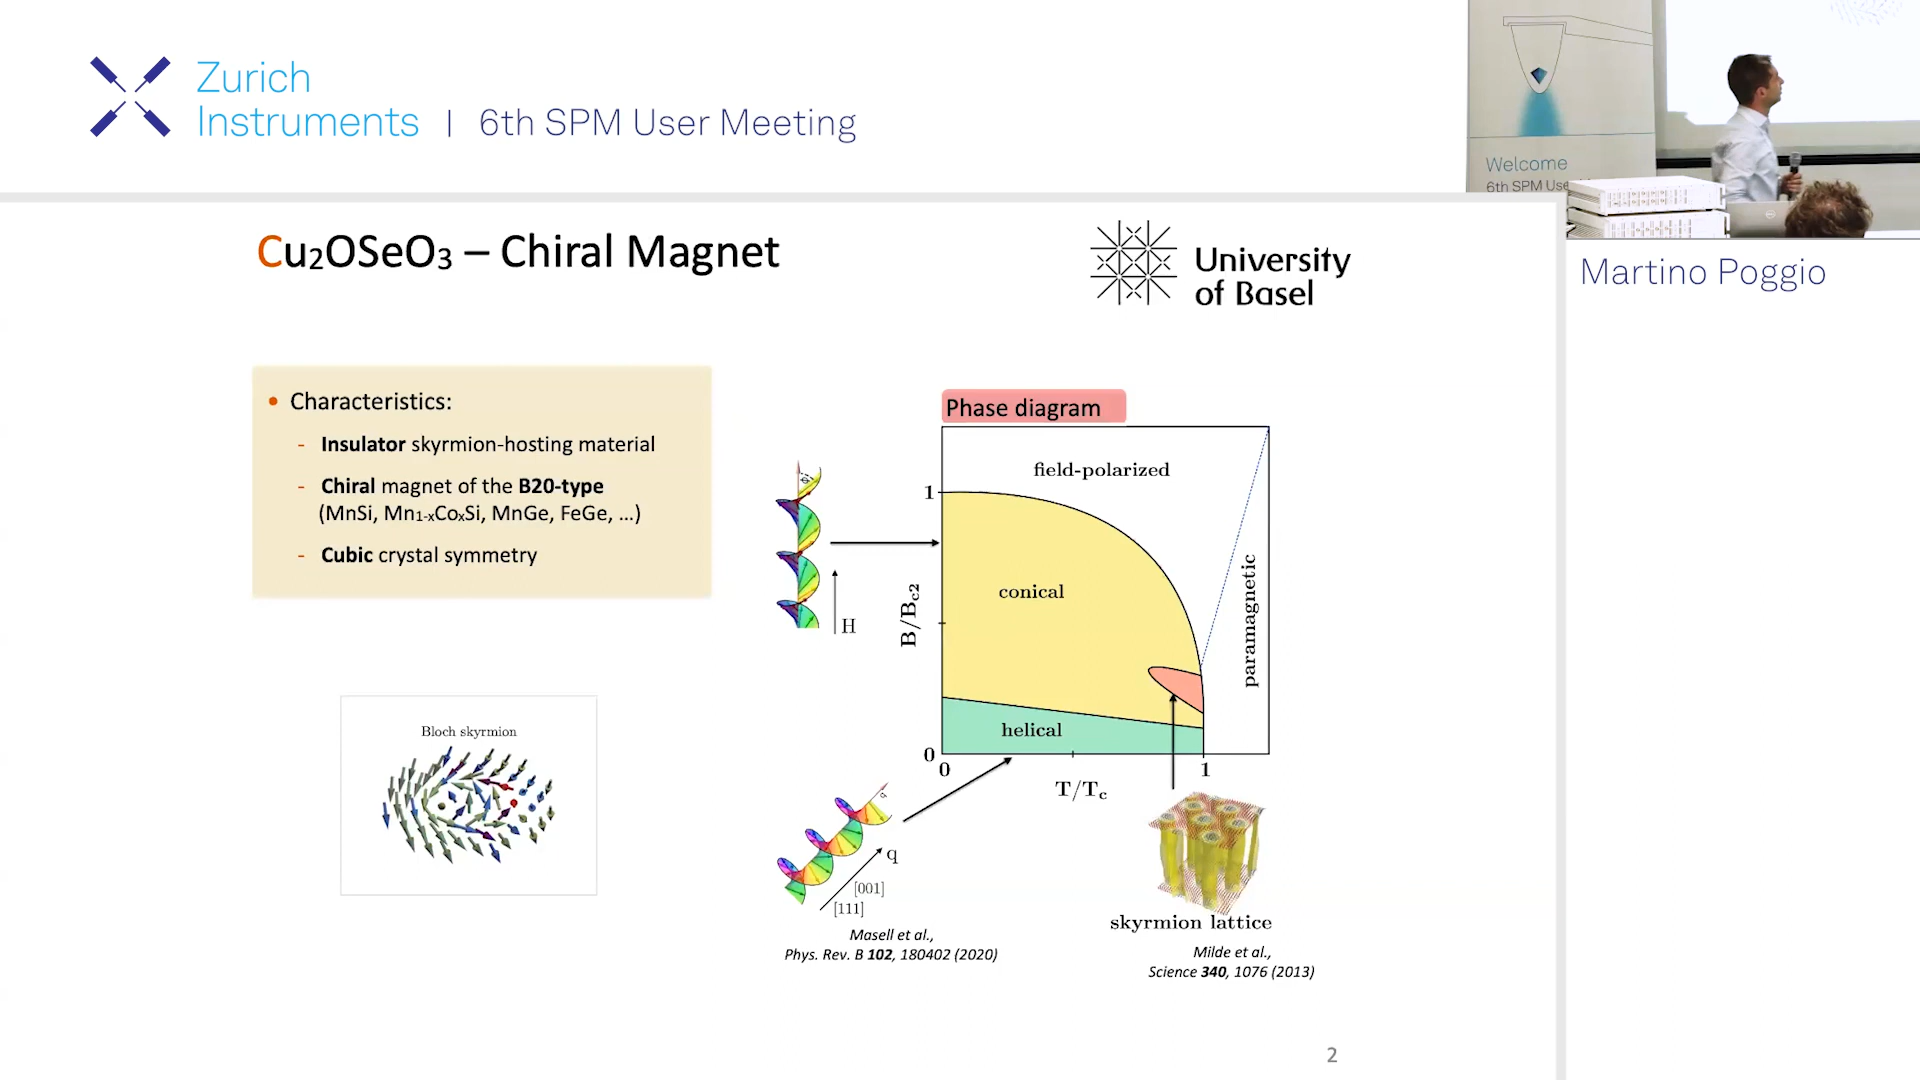 Zurich
Instruments | 6th SPM User Meeting
Welcome
6th SPM Use
Martino Poggio
Cu₂OSeO₃ – Chiral Magnet
University
of Basel
• Characteristics:
- Insulator skyrmion-hosting material
- Chiral magnet of the B20-type
(MnSi, Mn₁₋ₓCoₓSi, MnGe, FeGe, ...)
- Cubic crystal symmetry
Bloch skyrmion
Phase diagram
field-polarized
1
conical
B/Bc2
paramagnetic
helical
0
0
1
T/Tc
H
q
[001]
[111]
Masell et al.,
Phys. Rev. B 102, 180402 (2020)
skyrmion lattice
Milde et al.,
Science 340, 1076 (2013)
2